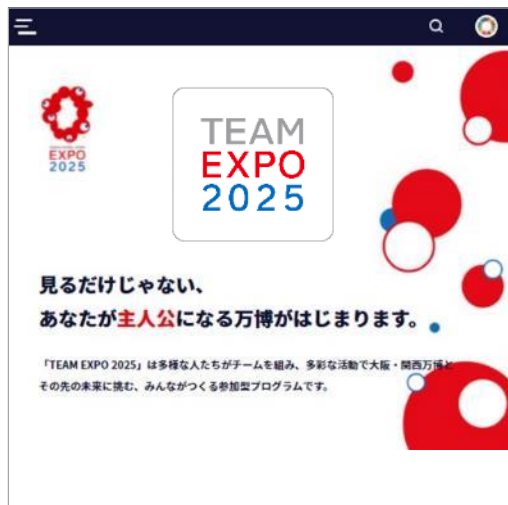 EXPO
2025
TEAM
EXPO
2025
見るだけじゃない、
あなたが主人公になる万博がはじまります。
「TEAM EXPO 2025」は多様な人たちがチームを組み、多彩な活動で大阪・関西万博と
その先の未来に挑む、みんながつくる参加型プログラムです。